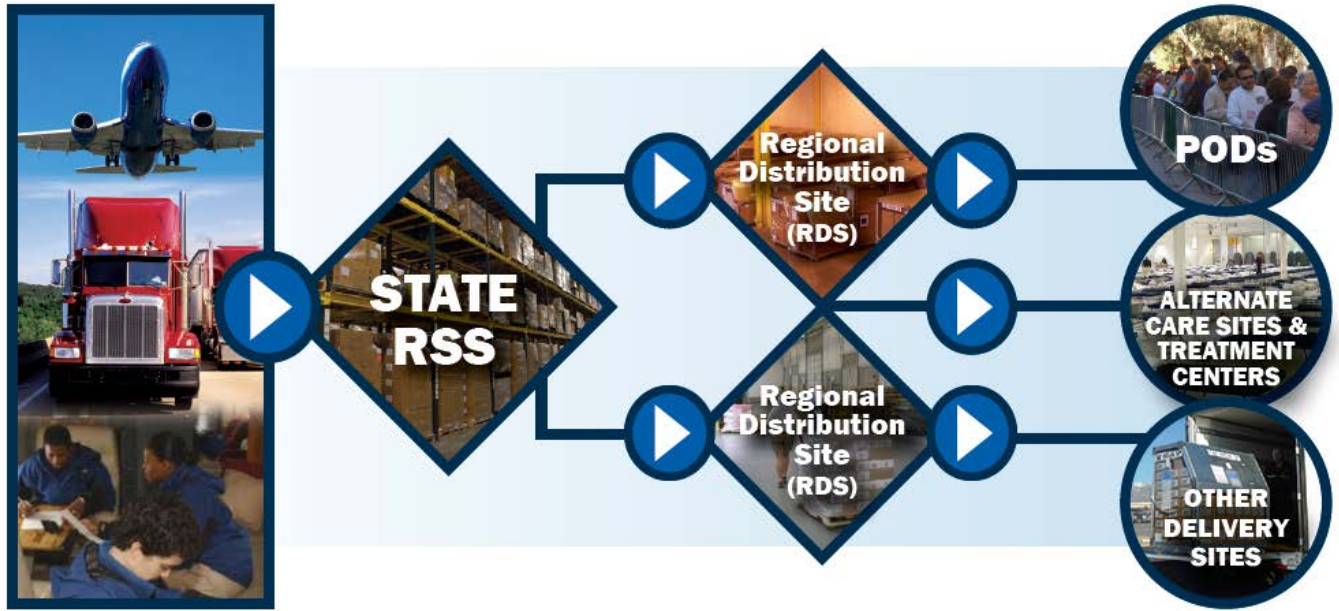 STATE
RSS
Regional
Distribution
Site
(RDS)
Regional
Distribution
Site
(RDS)
PODs
ALTERNATE
CARE SITES &
TREATMENT
CENTERS
OTHER
DELIVERY
SITES